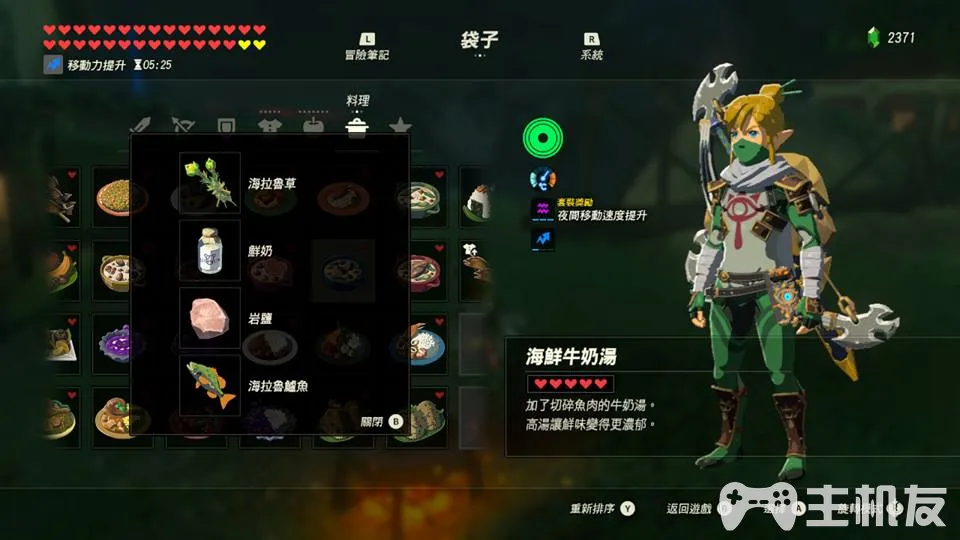 L
冒險筆記
袋子
R
系統
2371
移動力提升 05:25
料理
海拉魯草
鮮奶
岩鹽
海拉魯鱸魚
關閉 B
套裝獎勵
夜間移動速度提升
海鮮牛奶湯
加了切碎魚肉的牛奶湯。
高湯讓鮮味變得更濃郁。
重新排序 Y
返回遊戲
主机友